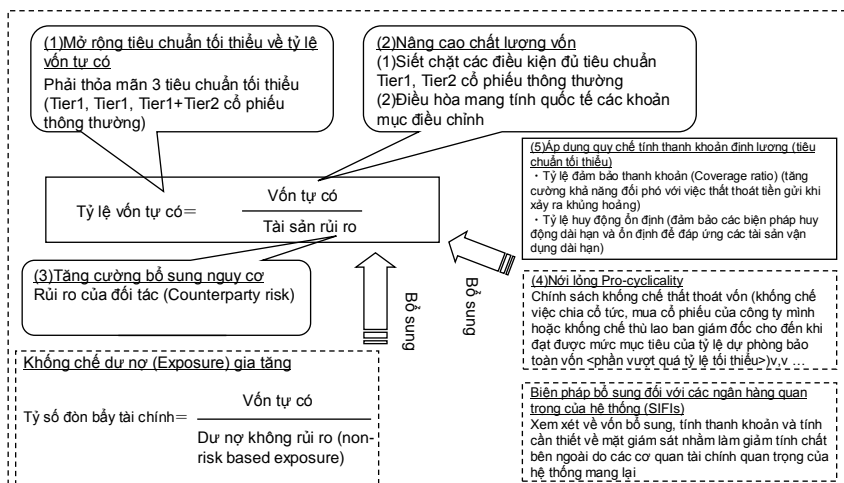 (1)Mở rộng tiêu chuẩn tối thiểu về tỷ lệ
vốn tự có
Phải thỏa mãn 3 tiêu chuẩn tối thiểu
(Tier1, Tier1, Tier1+Tier2 cổ phiếu
thông thường)
(2)Nâng cao chất lượng vốn
(1)Siết chặt các điều kiện đủ tiêu chuẩn
Tier1, Tier2 cổ phiếu thông thường
(2)Điều hòa mang tính quốc tế các khoản
mục điều chỉnh
Tỷ lệ vốn tự có=
Vốn tự có
Tài sản rủi ro
(3)Tăng cường bổ sung nguy cơ
Rủi ro của đối tác (Counterparty risk)
Bổ sung
Bổ sung
Khống chế dư nợ (Exposure) gia tăng
Tỷ số đòn bẩy tài chính=
Vốn tự có
Dư nợ không rủi ro (non-
risk based exposure)
(5)Áp dụng quy chế tính thanh khoản định lượng (tiêu
chuẩn tối thiểu)
・Tỷ lệ đảm bảo thanh khoản (Coverage ratio) (tăng
cường khả năng đối phó với việc thất thoát tiền gửi khi
xảy ra khủng hoảng)
・Tỷ lệ huy động ổn định (đảm bảo các biện pháp huy
động dài hạn và ổn định để đáp ứng các tài sản vận
dụng dài hạn)
(4)Nới lỏng Pro-cyclicality
Chính sách khống chế thất thoát vốn (khống chế
việc chia cổ tức, mua cổ phiếu của công ty mình
hoặc khống chế thù lao ban giám đốc cho đến khi
đạt được mức mục tiêu của tỷ lệ dự phòng bảo
toàn vốn <phần vượt quá tỷ lệ tối thiểu>)v,v …
Biện pháp bổ sung đối với các ngân hàng quan
trong của hệ thống (SIFIs)
Xem xét về vốn bổ sung, tính thanh khoản và tính
cần thiết về mặt giám sát nhằm làm giảm tính chất
bên ngoài do các cơ quan tài chính quan trọng của
hệ thống mang lại